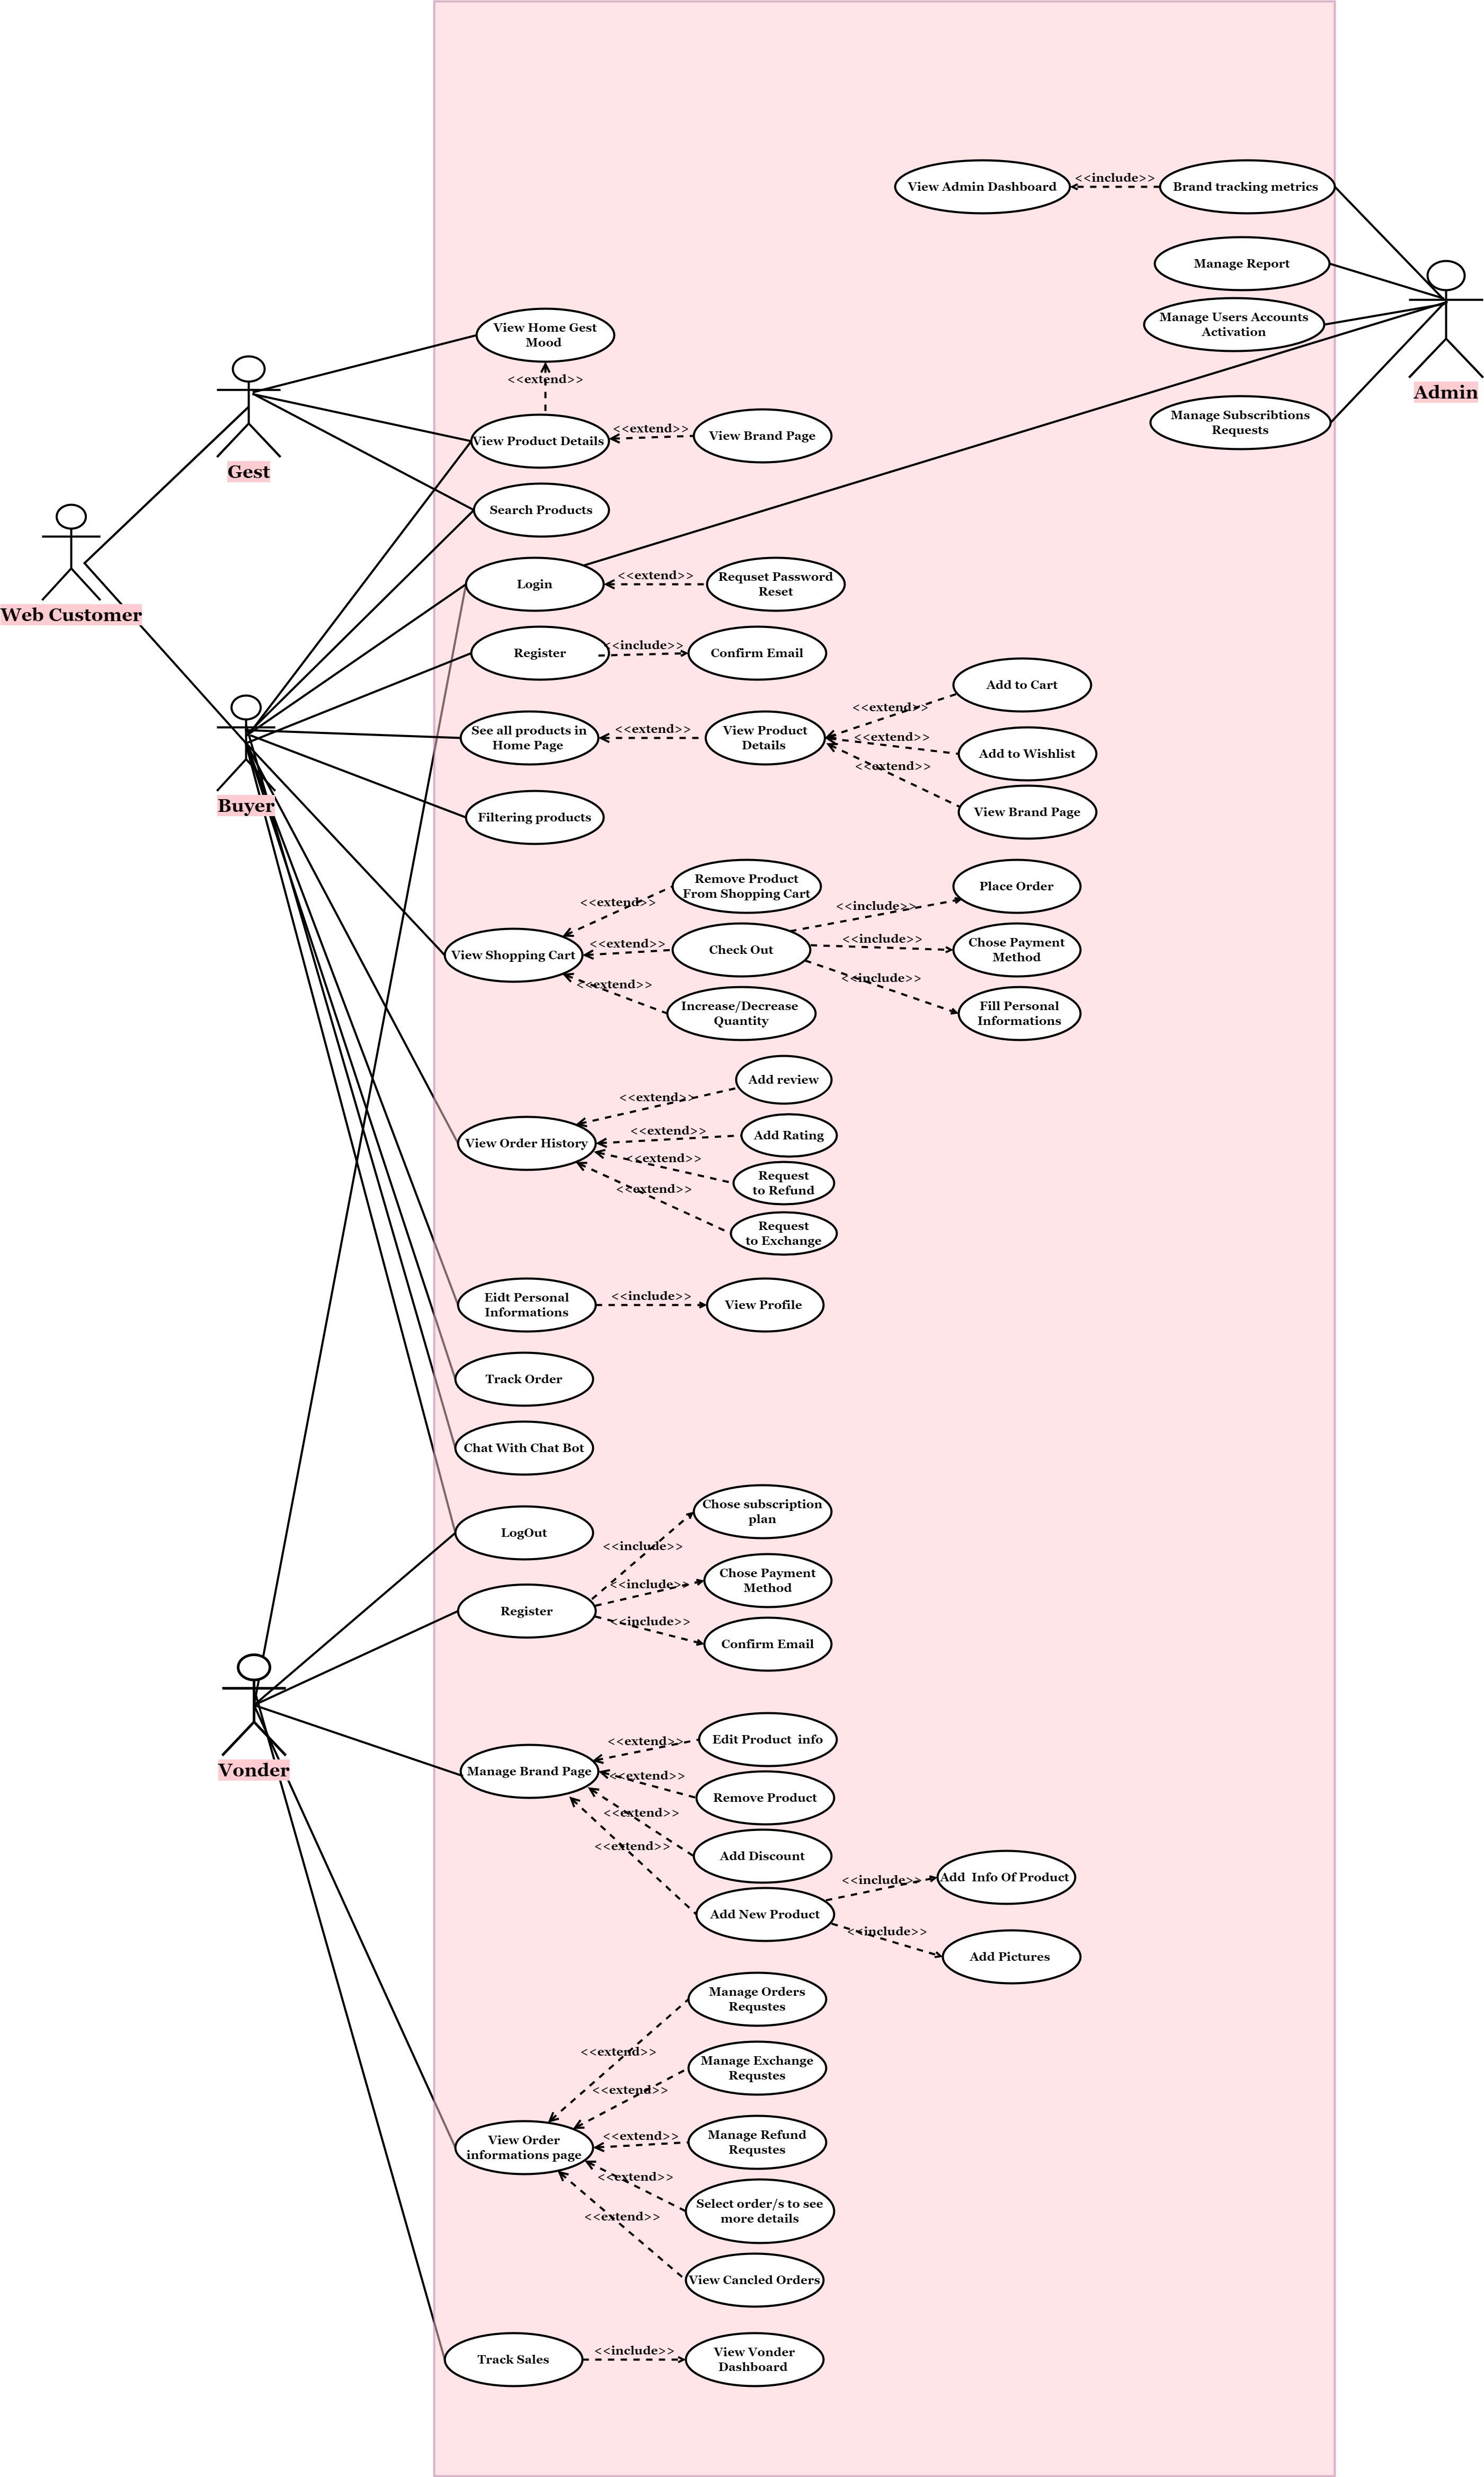 View Admin Dashboard
<<include>>
Brand tracking metrics
Manage Report
Manage Users Accounts
Activation
Admin
Manage Subscribtions
Requests
View Home Gest
Mood
<<extend>>
Gest
View Product Details
<<extend>>
View Brand Page
Search Products
Web Customer
Login
<<extend>>
Requset Password
Reset
Register
<<include>>
Confirm Email
Buyer
See all products in
Home Page
<<extend>>
View Product
Details
<<extend>>
Add to Cart
<<extend>>
Add to Wishlist
<<extend>>
View Brand Page
Filtering products
View Shopping Cart
<<extend>>
Remove Product
From Shopping Cart
<<extend>>
Check Out
<<extend>>
Increase/Decrease
Quantity
<<include>>
Place Order
<<include>>
Chose Payment
Method
<<include>>
Fill Personal
Informations
View Order History
<<extend>>
Add review
<<extend>>
Add Rating
<<extend>>
Request
to Refund
<<extend>>
Request
to Exchange
Eidt Personal
Informations
<<include>>
View Profile
Track Order
Chat With Chat Bot
LogOut
Register
<<include>>
Chose subscription
plan
<<include>>
Chose Payment
Method
<<include>>
Confirm Email
Vonder
Manage Brand Page
<<extend>>
Edit Product  info
<<extend>>
Remove Product
<<extend>>
Add Discount
<<extend>>
Add New Product
<<include>>
Add  Info Of Product
<<include>>
Add Pictures
View Order
informations page
<<extend>>
Manage Orders
Requstes
<<extend>>
Manage Exchange
Requstes
<<extend>>
Manage Refund
Requstes
<<extend>>
Select order/s to see
more details
<<extend>>
View Cancled Orders
Track Sales
<<include>>
View Vonder
Dashboard